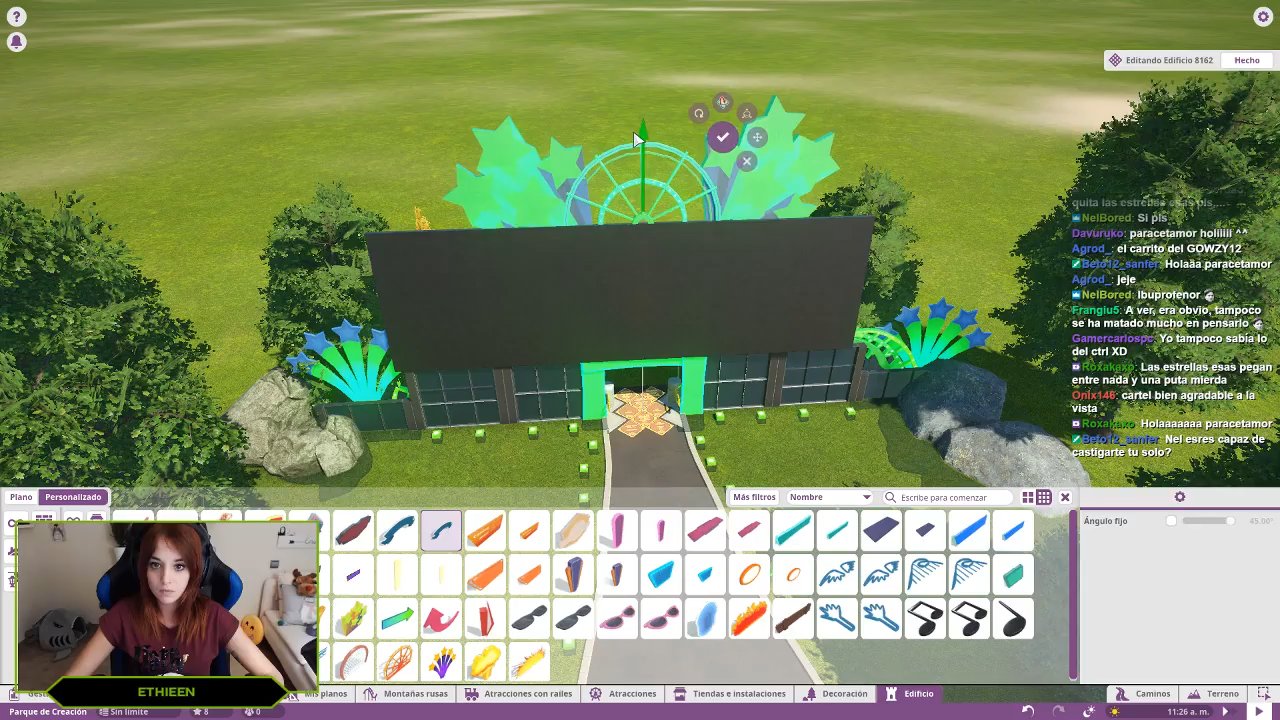 Editando Edificio 8162 Hecho
quita las estrellas esas pls....
NelBored: Si pls
Davuruko: paracetamor holiiiii ^^
Agrod_: el carrito del GOWZY12
Beto12_sanfer: Holaaa paracetamor
Agrod_: jeje
NelBored: Ibuprofenor
Frangiu5: A ver, era obvio, tampoco
se ha matado mucho en pensarlo
Gamercariospc: Yo tampoco sabía lo
del ctrl XD
Roxakaxo: Las estrellas esas pegan
entre nada y una puta mierda
Onix146: cartel bien agradable a la
vista
Roxakaxo: Holaaaaaaa paracetamor
Beto12_sanfer: Nel esres capaz de
castigarte tu solo?
Plano Personalizado Más filtros Nombre Escribe para comenzar
Ángulo fijo 45.00°
ETHIEEN
Mis planos Montañas rusas Atracciones con raíles Atracciones Tiendas e instalaciones Decoración Edificio Caminos Terreno
Parque de Creación Sin límite 8 0 11:26 a. m.